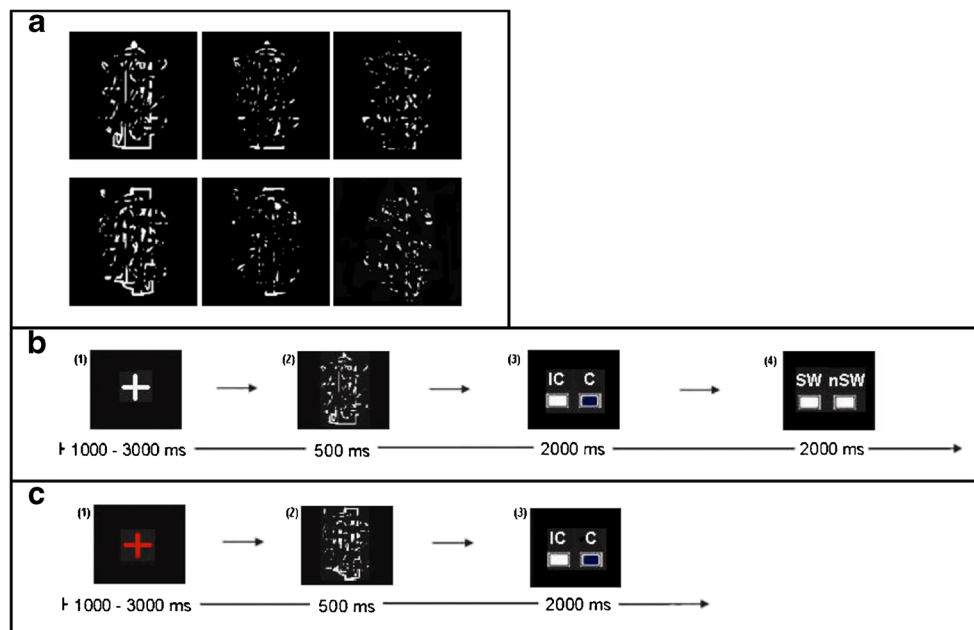 a
b
(1) (2) (3) (4)
IC C
SW nSW
1000 - 3000 ms 500 ms 2000 ms 2000 ms
c
(1) (2) (3)
IC C
1000 - 3000 ms 500 ms 2000 ms